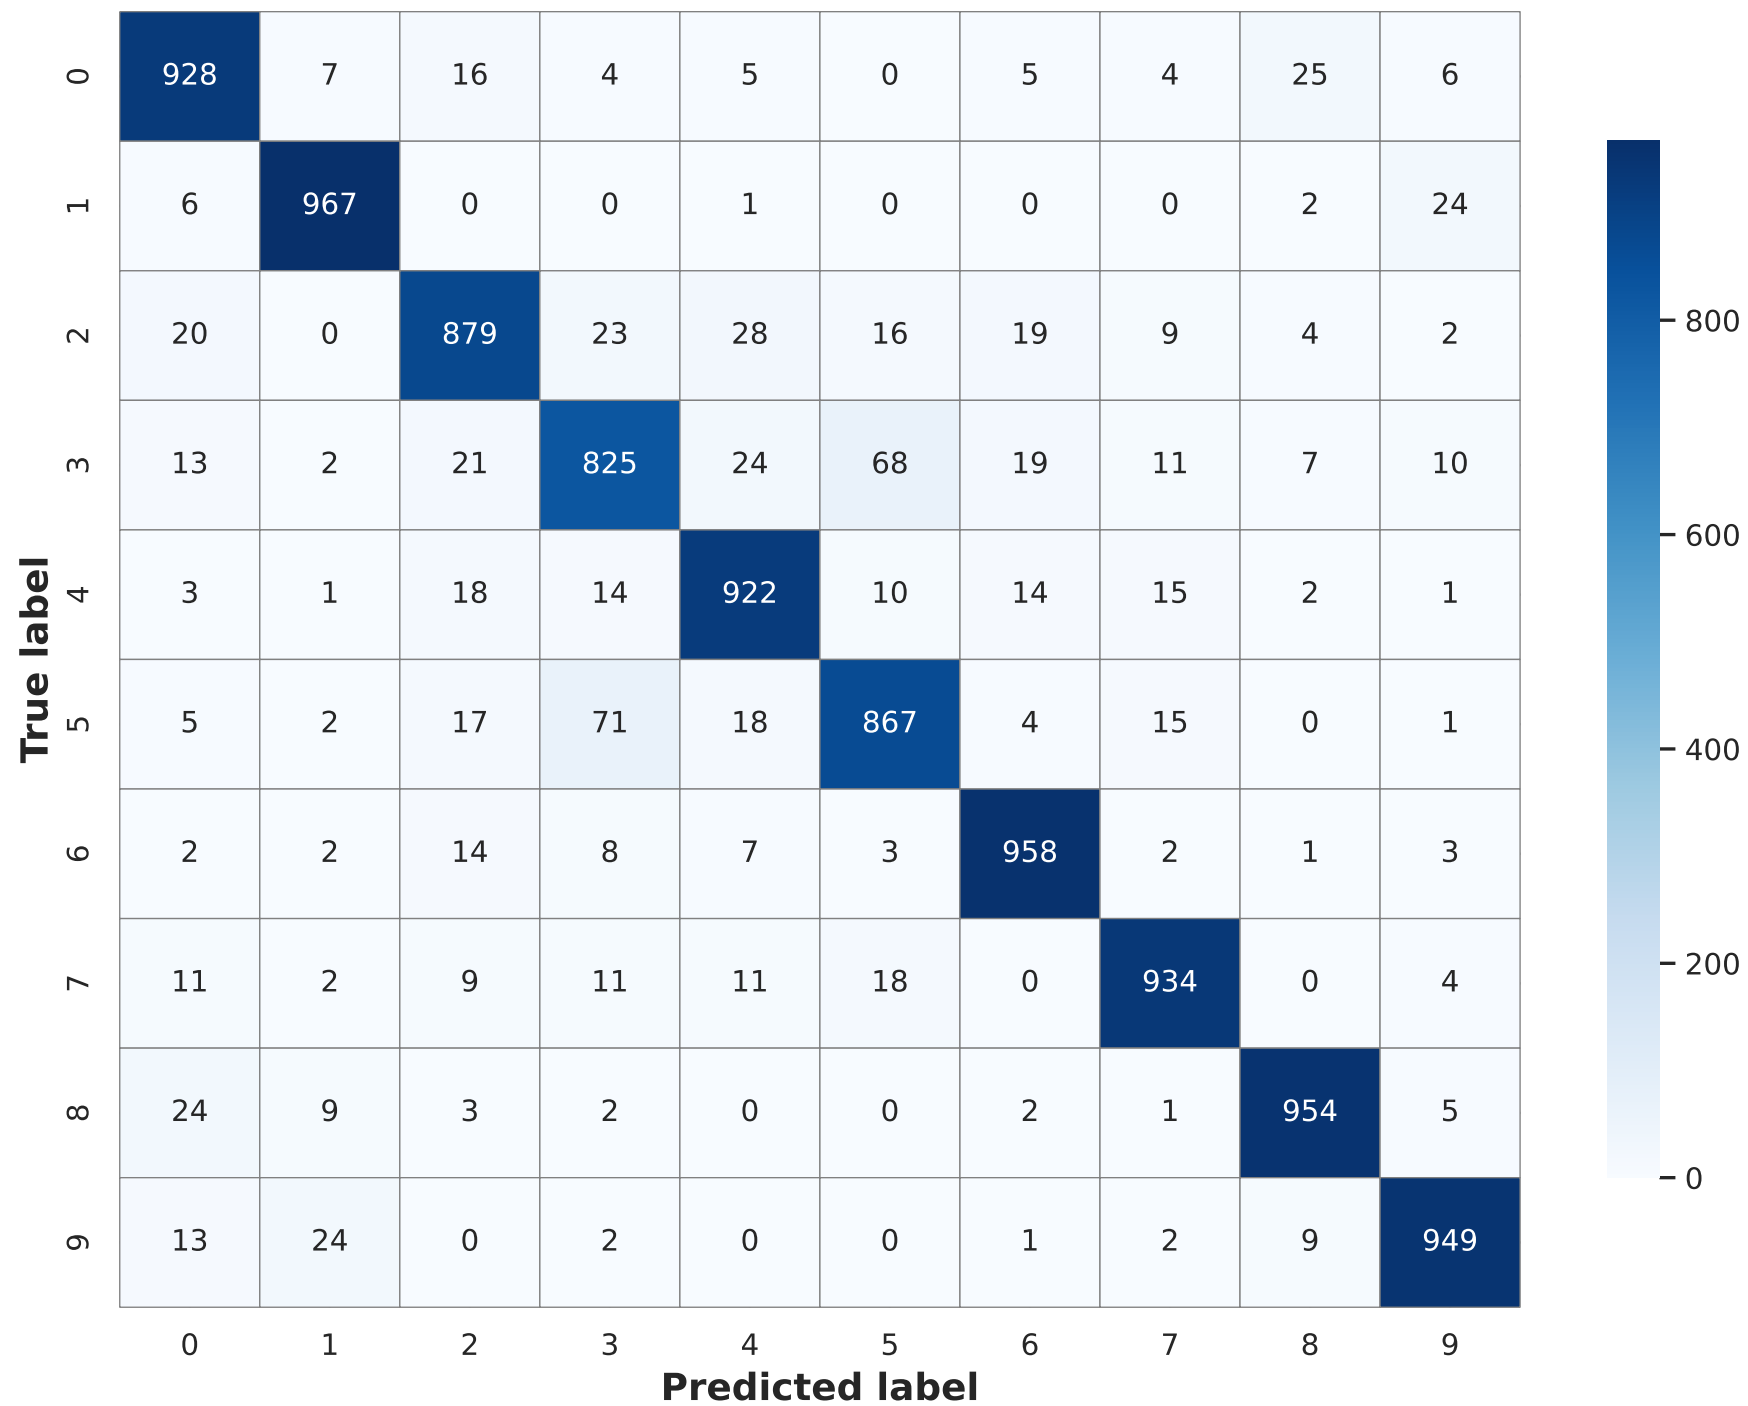 0 928 7 16 4 5 0 5 4 25 6
1 6 967 0 0 1 0 0 0 2 24
2 20 0 879 23 28 16 19 9 4 2
3 13 2 21 825 24 68 19 11 7 10
4 3 1 18 14 922 10 14 15 2 1
5 5 2 17 71 18 867 4 15 0 1
6 2 2 14 8 7 3 958 2 1 3
7 11 2 9 11 11 18 0 934 0 4
8 24 9 3 2 0 0 2 1 954 5
9 13 24 0 2 0 0 1 2 9 949
0 1 2 3 4 5 6 7 8 9
Predicted label
True label
800
600
400
200
0